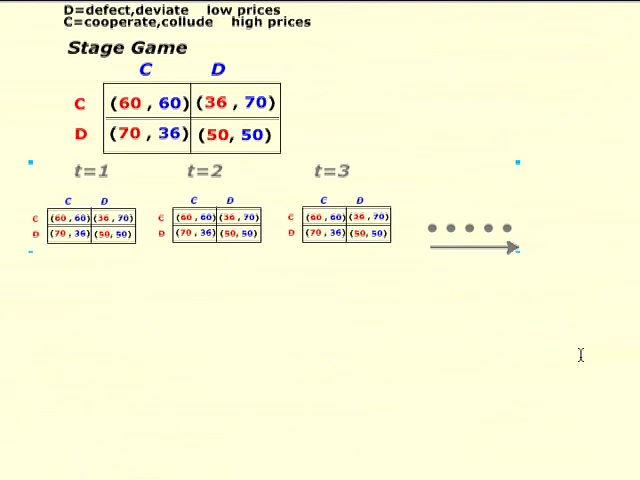 D=defect,deviate low prices
C=cooperate,collude high prices
Stage Game
C D
C (60 , 60) (36 , 70)
D (70 , 36) (50, 50)
t=1 t=2 t=3
C D C D C D
C (60 , 60) (36 , 70) C (60 , 60) (36 , 70) C (60 , 60) (36 , 70)
D (70 , 36) (50, 50) D (70 , 36) (50, 50) D (70 , 36) (50, 50)